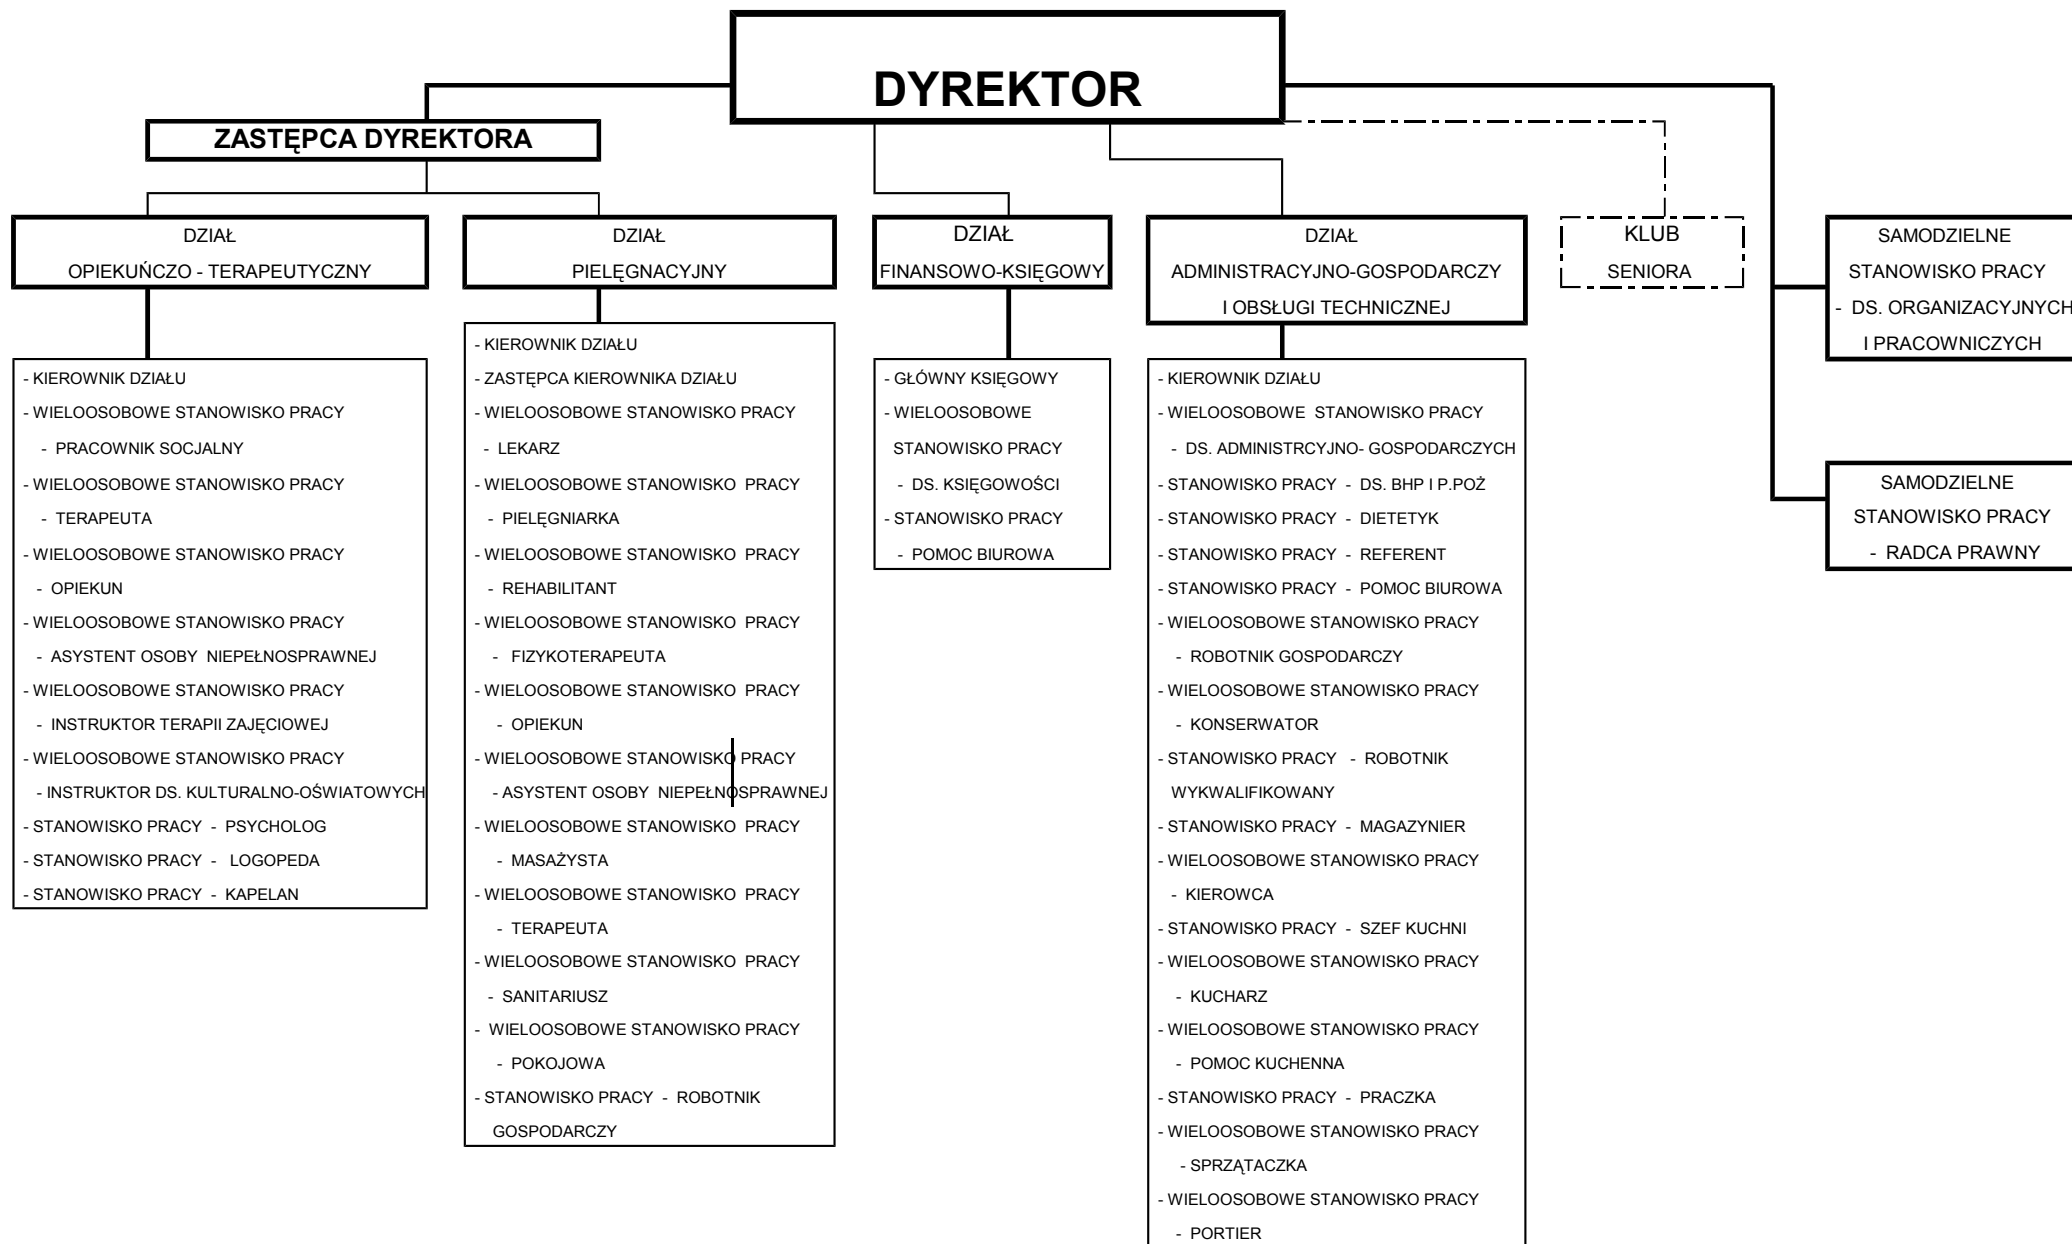 DYREKTOR
ZASTĘPCA DYREKTORA
DZIAŁ
OPIEKUŃCZO - TERAPEUTYCZNY
- KIEROWNIK DZIAŁU
- WIELOOSOBOWE STANOWISKO PRACY
- PRACOWNIK SOCJALNY
- WIELOOSOBOWE STANOWISKO PRACY
- TERAPEUTA
- WIELOOSOBOWE STANOWISKO PRACY
- OPIEKUN
- WIELOOSOBOWE STANOWISKO PRACY
- ASYSTENT OSOBY NIEPEŁNOSPRAWNEJ
- WIELOOSOBOWE STANOWISKO PRACY
- INSTRUKTOR TERAPII ZAJĘCIOWEJ
- WIELOOSOBOWE STANOWISKO PRACY
- INSTRUKTOR DS. KULTURALNO-OŚWIATOWYCH
- STANOWISKO PRACY - PSYCHOLOG
- STANOWISKO PRACY - LOGOPEDA
- STANOWISKO PRACY - KAPELAN
DZIAŁ
PIELĘGNACYJNY
- KIEROWNIK DZIAŁU
- ZASTĘPCA KIEROWNIKA DZIAŁU
- WIELOOSOBOWE STANOWISKO PRACY
- LEKARZ
- WIELOOSOBOWE STANOWISKO PRACY
- PIELĘGNIARKA
- WIELOOSOBOWE STANOWISKO PRACY
- REHABILITANT
- WIELOOSOBOWE STANOWISKO PRACY
- FIZYKOTERAPEUTA
- WIELOOSOBOWE STANOWISKO PRACY
- OPIEKUN
- WIELOOSOBOWE STANOWISKO PRACY
- ASYSTENT OSOBY NIEPEŁNOSPRAWNEJ
- WIELOOSOBOWE STANOWISKO PRACY
- MASAŻYSTA
- WIELOOSOBOWE STANOWISKO PRACY
- TERAPEUTA
- WIELOOSOBOWE STANOWISKO PRACY
- SANITARIUSZ
- WIELOOSOBOWE STANOWISKO PRACY
- POKOJOWA
- STANOWISKO PRACY - ROBOTNIK
GOSPODARCZY
DZIAŁ
FINANSOWO-KSIĘGOWY
- GŁÓWNY KSIĘGOWY
- WIELOOSOBOWE
STANOWISKO PRACY
- DS. KSIĘGOWOŚCI
- STANOWISKO PRACY
- POMOC BIUROWA
DZIAŁ
ADMINISTRACYJNO-GOSPODARCZY
I OBSŁUGI TECHNICZNEJ
- KIEROWNIK DZIAŁU
- WIELOOSOBOWE STANOWISKO PRACY
- DS. ADMINISTRCYJNO- GOSPODARCZYCH
- STANOWISKO PRACY - DS. BHP I P.POŻ
- STANOWISKO PRACY - DIETETYK
- STANOWISKO PRACY - REFERENT
- STANOWISKO PRACY - POMOC BIUROWA
- WIELOOSOBOWE STANOWISKO PRACY
- ROBOTNIK GOSPODARCZY
- WIELOOSOBOWE STANOWISKO PRACY
- KONSERWATOR
- STANOWISKO PRACY - ROBOTNIK
WYKWALIFIKOWANY
- STANOWISKO PRACY - MAGAZYNIER
- WIELOOSOBOWE STANOWISKO PRACY
- KIEROWCA
- STANOWISKO PRACY - SZEF KUCHNI
- WIELOOSOBOWE STANOWISKO PRACY
- KUCHARZ
- WIELOOSOBOWE STANOWISKO PRACY
- POMOC KUCHENNA
- STANOWISKO PRACY - PRACZKA
- WIELOOSOBOWE STANOWISKO PRACY
- SPRZĄTACZKA
- WIELOOSOBOWE STANOWISKO PRACY
- PORTIER
KLUB
SENIORA
SAMODZIELNE
STANOWISKO PRACY
- DS. ORGANIZACYJNYCH
I PRACOWNICZYCH
SAMODZIELNE
STANOWISKO PRACY
- RADCA PRAWNY